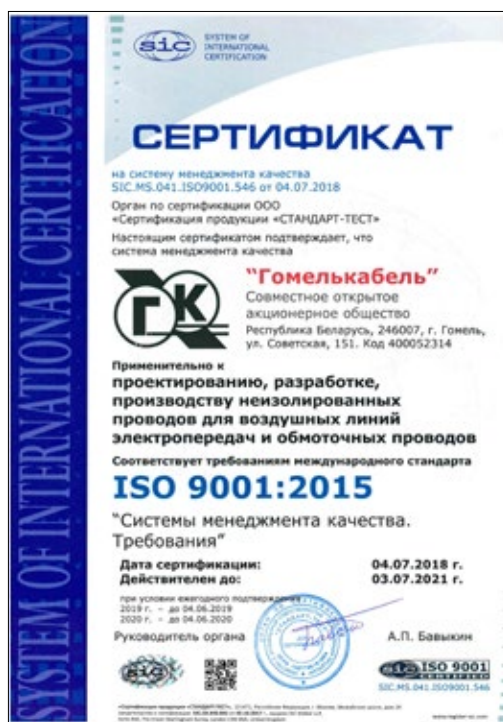 SYSTEM OF INTERNATIONAL CERTIFICATION
sic
SYSTEM OF
INTERNATIONAL
CERTIFICATION
СЕРТИФИКАТ
на систему менеджмента качества
SIC.MS.041.ISO9001.546 от 04.07.2018
Орган по сертификации ООО
«Сертификация продукции «СТАНДАРТ-ТЕСТ»
Настоящим сертификатом подтверждает, что
система менеджмента качества
ГК
"Гомелькабель"
Совместное открытое
акционерное общество
Республика Беларусь, 246007, г. Гомель,
ул. Советская, 151. Код 400052314
Применительно к
проектированию, разработке,
производству неизолированных
проводов для воздушных линий
электропередач и обмоточных проводов
Соответствует требованиям международного стандарта
ISO 9001:2015
"Системы менеджмента качества.
Требования"
Дата сертификации: 04.07.2018 г.
Действителен до: 03.07.2021 г.
при условии ежегодного подтверждения
2019 г. – до 04.06.2019
2020 г. – до 04.06.2020
Руководитель органа А.П. Бавыкин
sic
sic ISO 9001
CERTIFIED
SIC.MS.041.ISO9001.546